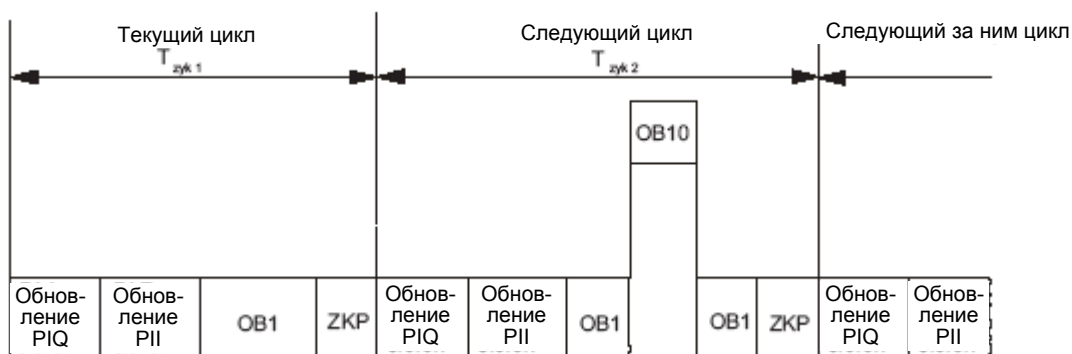 Текущий цикл
Следующий цикл
Следующий за ним цикл
T zyk 1
T zyk 2
OB10
Обнов-
ление
PIQ
Обнов-
ление
PII
OB1
ZKP
Обнов-
ление
PIQ
Обнов-
ление
PII
OB1
OB1
ZKP
Обнов-
ление
PIQ
Обнов-
ление
PII